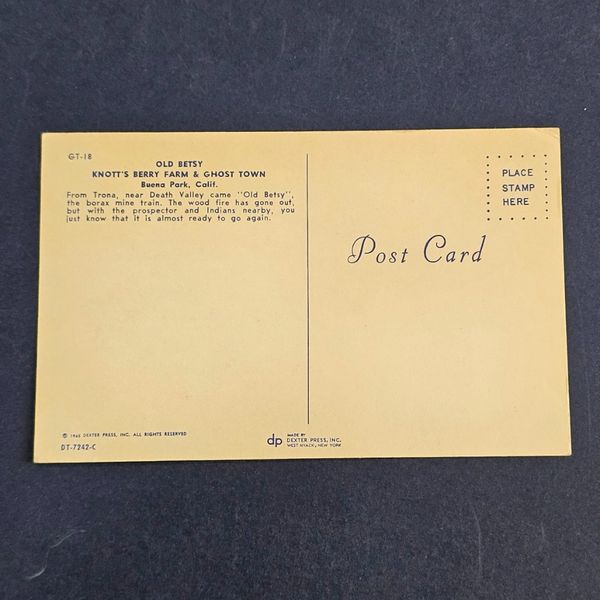 GT-18
OLD BETSY
KNOTT'S BERRY FARM & GHOST TOWN
Buena Park, Calif.
From Trona, near Death Valley came "Old Betsy",
the borax mine train. The wood fire has gone out,
but with the prospector and Indians nearby, you
just know that it is almost ready to go again.
PLACE
STAMP
HERE
Post Card
© 1965 DEXTER PRESS, INC. ALL RIGHTS RESERVED
DT-7242-C
dp
MADE BY
DEXTER PRESS, INC.
WEST NYACK, NEW YORK